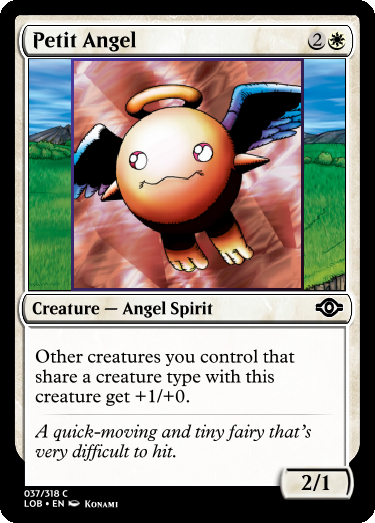 Petit Angel 2
Creature — Angel Spirit
Other creatures you control that
share a creature type with this
creature get +1/+0.
A quick-moving and tiny fairy that's
very difficult to hit.
2/1
037/318 C
LOB • EN Konami